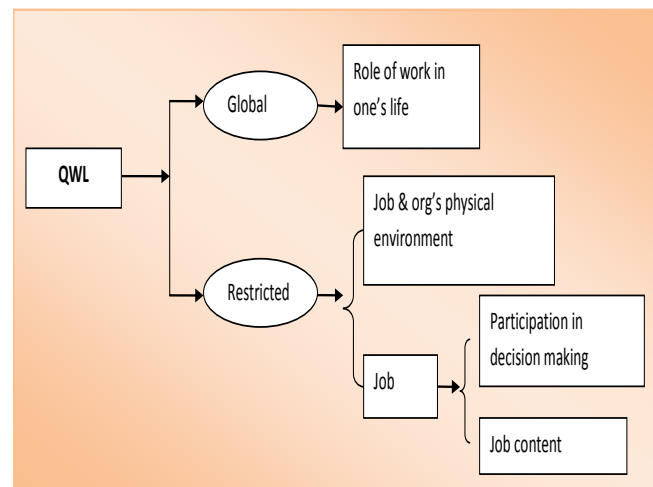 QWL
Global
Role of work in
one's life
Restricted
Job & org's physical
environment
Job
Participation in
decision making
Job content